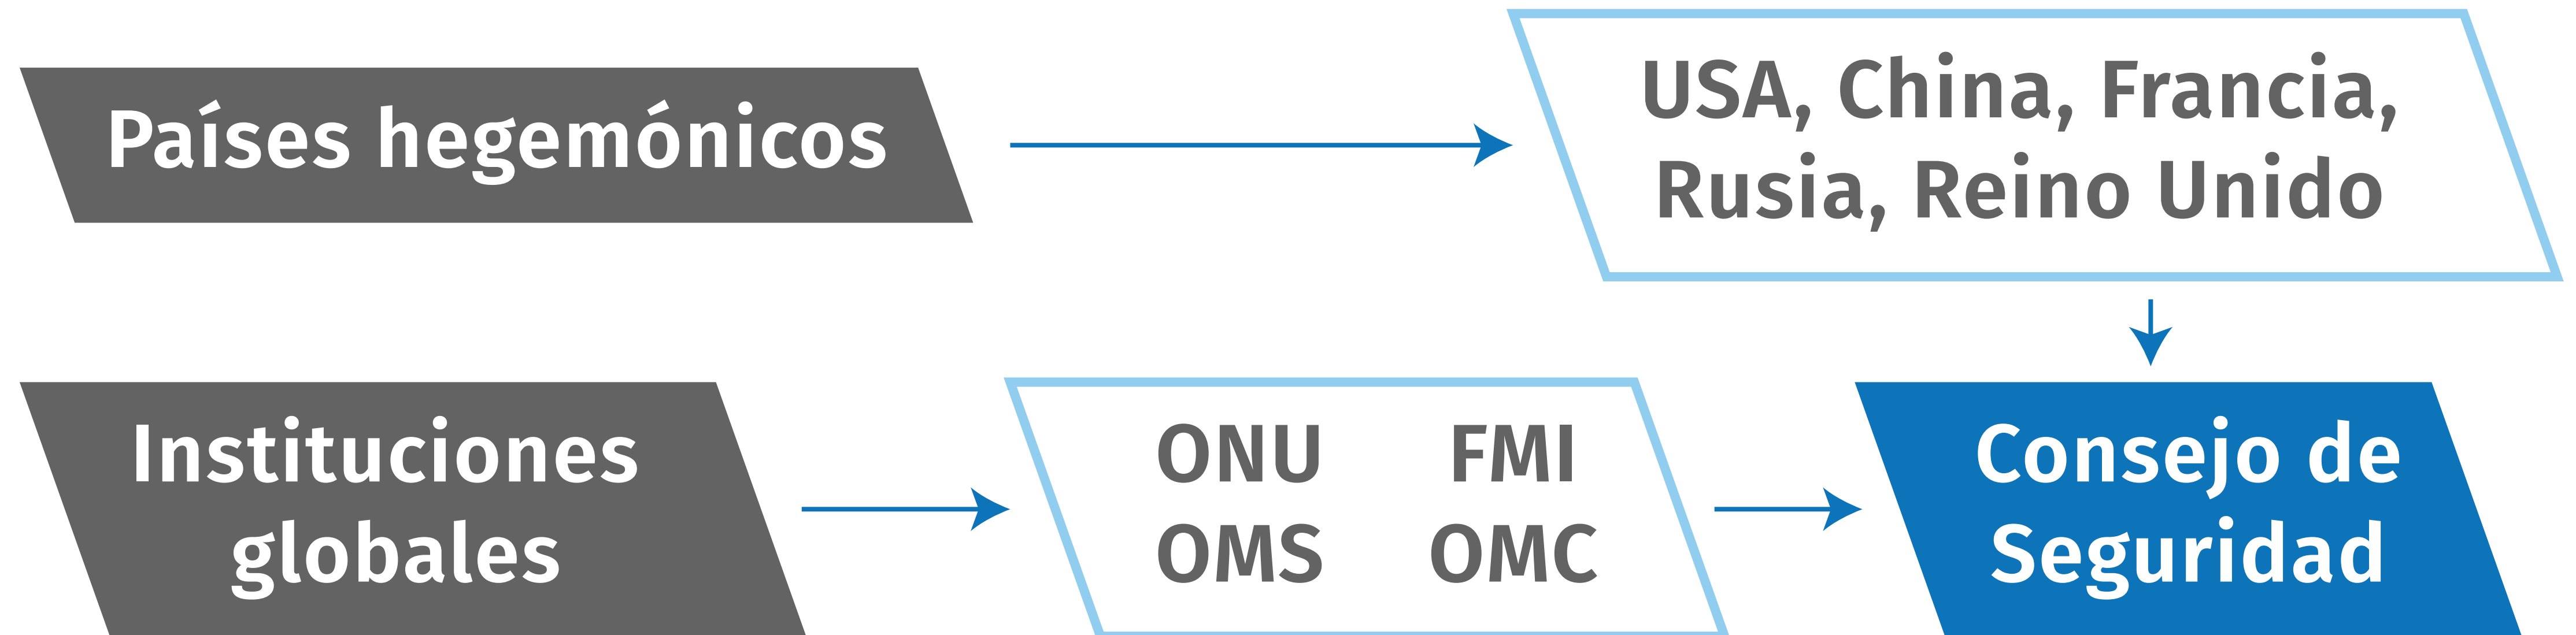 Países hegemónicos
USA, China, Francia,
Rusia, Reino Unido
Instituciones
globales
ONU FMI
OMS OMC
Consejo de
Seguridad